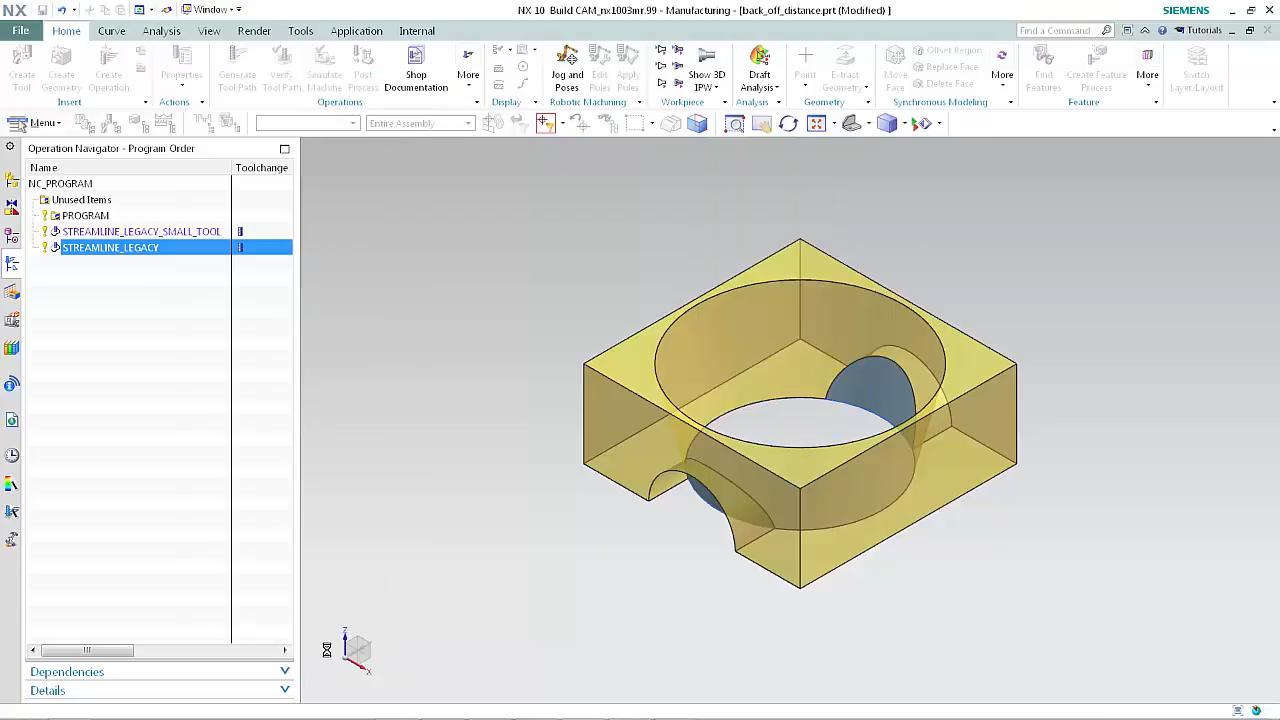 NX
Window
NX 10 Build CAM_nx1003mr.99 - Manufacturing - [back_off_distance.prt (Modified) ]
SIEMENS
File Home Curve Analysis View Render Tools Application Internal
Find a Command
Tutorials
Create Tool
Create Geometry
Create Operation
Insert
Properties
Actions
Generate Tool Path
Verify Tool Path
Simulate Machine
Post Process
Shop Documentation
More
Operations
Display
Jog and Poses
Edit Rules
Apply Rules
Robotic Machining
Show 3D IPW
Workpiece
Draft Analysis
Analysis
Point
Extract Geometry
Geometry
Move Face
Offset Region
Replace Face
Delete Face
More
Synchronous Modeling
Find Features
Create Feature Process
More
Feature
Switch Layer/Layout
Menu
Entire Assembly
Operation Navigator - Program Order
Name Toolchange
NC_PROGRAM
Unused Items
PROGRAM
STREAMLINE_LEGACY_SMALL_TOOL
STREAMLINE_LEGACY
Dependencies
Details
Z
X